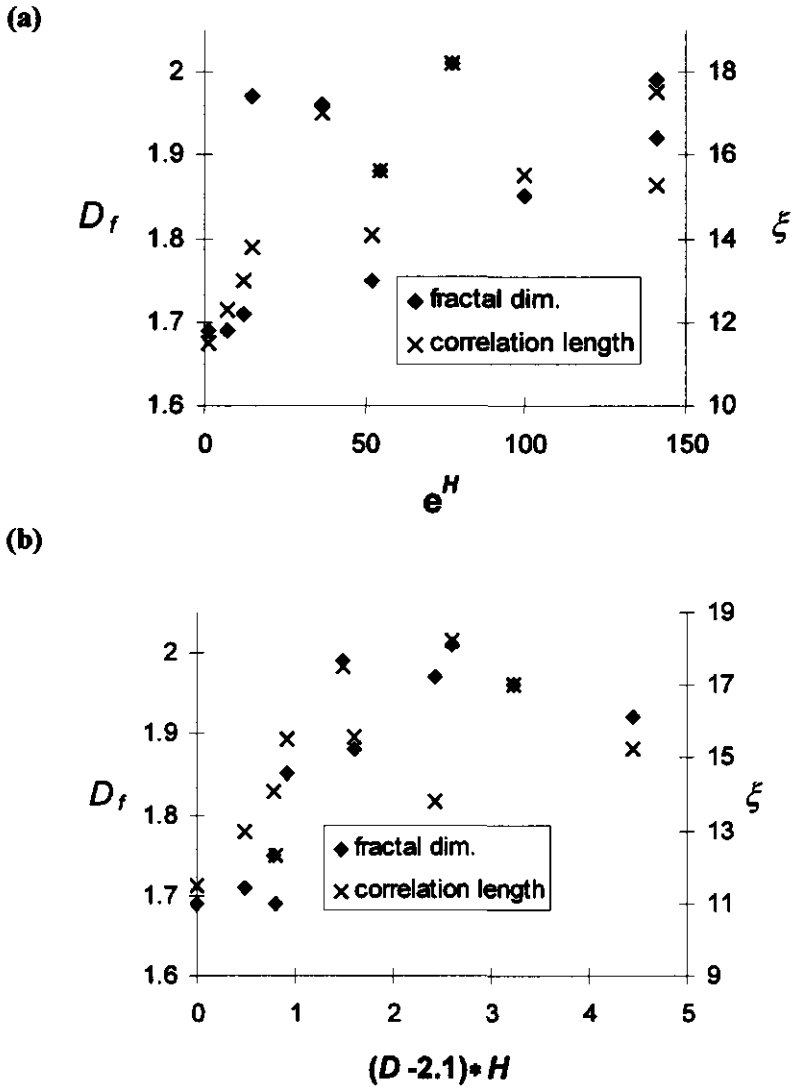 (a)
2
1.9
1.8
1.7
1.6
D f
18
16
14
12
10
ξ
◆ fractal dim.
× correlation length
0 50 100 150
e^H
(b)
2
1.9
1.8
1.7
1.6
D f
19
17
15
13
11
9
ξ
◆ fractal dim.
× correlation length
0 1 2 3 4 5
(D -2.1)* H